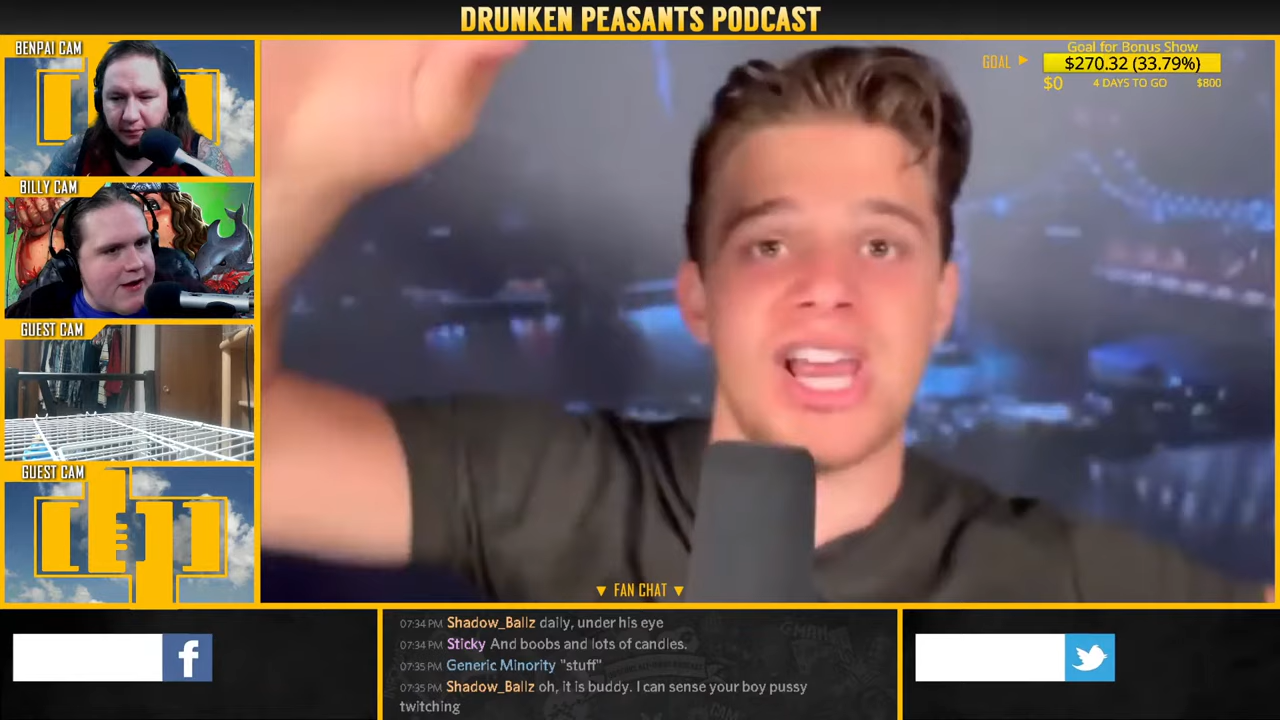 DRUNKEN PEASANTS PODCAST
BENPAI CAM
BILLY CAM
GUEST CAM
GUEST CAM
Goal for Bonus Show
GOAL ▶ $270.32 (33.79%)
$0 4 DAYS TO GO $800
▼ FAN CHAT ▼
07:34 PM Shadow_Ballz daily, under his eye
07:34 PM Sticky And boobs and lots of candles.
07:35 PM Generic Minority "stuff"
07:35 PM Shadow_Ballz oh, it is buddy. I can sense your boy pussy
twitching
f